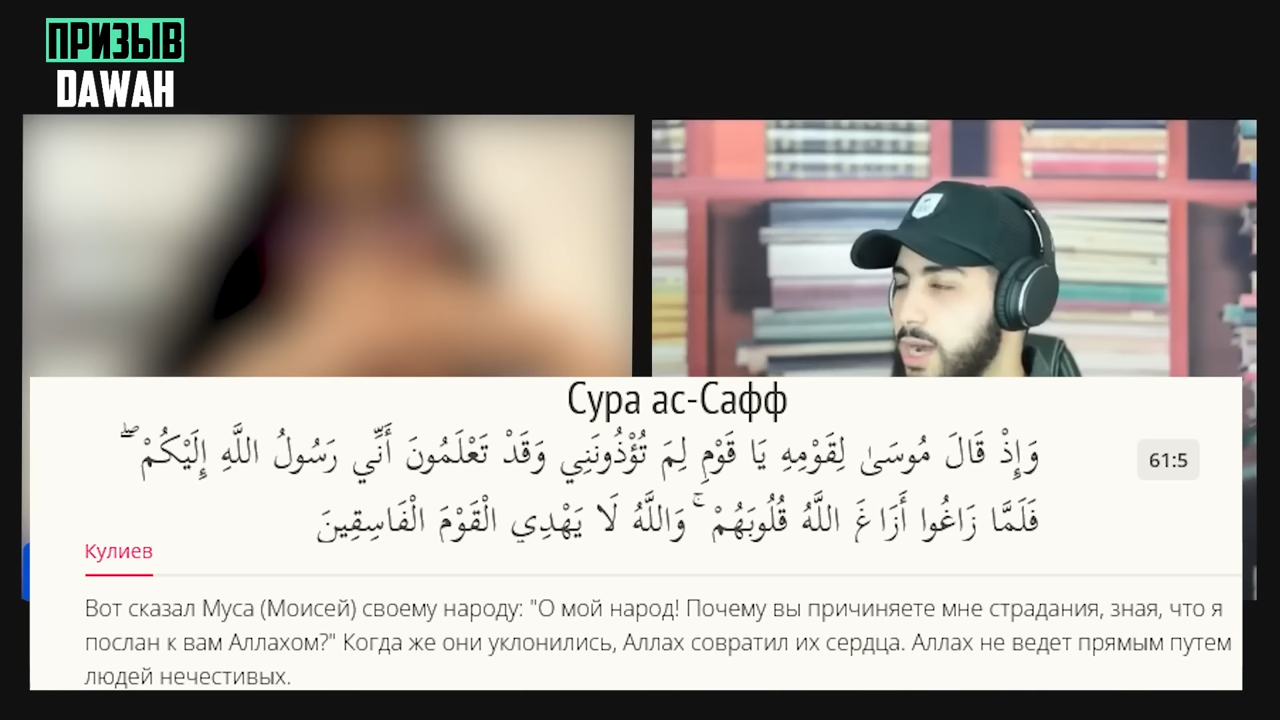 ПРИЗЫВ
DAWAH
Сура ас-Сафф
وَإِذْ قَالَ مُوسَىٰ لِقَوْمِهِ يَا قَوْمِ لِمَ تُؤْذُونَنِي وَقَدْ تَعْلَمُونَ أَنِّي رَسُولُ اللَّهِ إِلَيْكُمْ ۖ
61:5
فَلَمَّا زَاغُوا أَزَاغَ اللَّهُ قُلُوبَهُمْ ۚ وَاللَّهُ لَا يَهْدِي الْقَوْمَ الْفَاسِقِينَ
Кулиев
Вот сказал Муса (Моисей) своему народу: "О мой народ! Почему вы причиняете мне страдания, зная, что я
послан к вам Аллахом?" Когда же они уклонились, Аллах совратил их сердца. Аллах не ведет прямым путем
людей нечестивых.